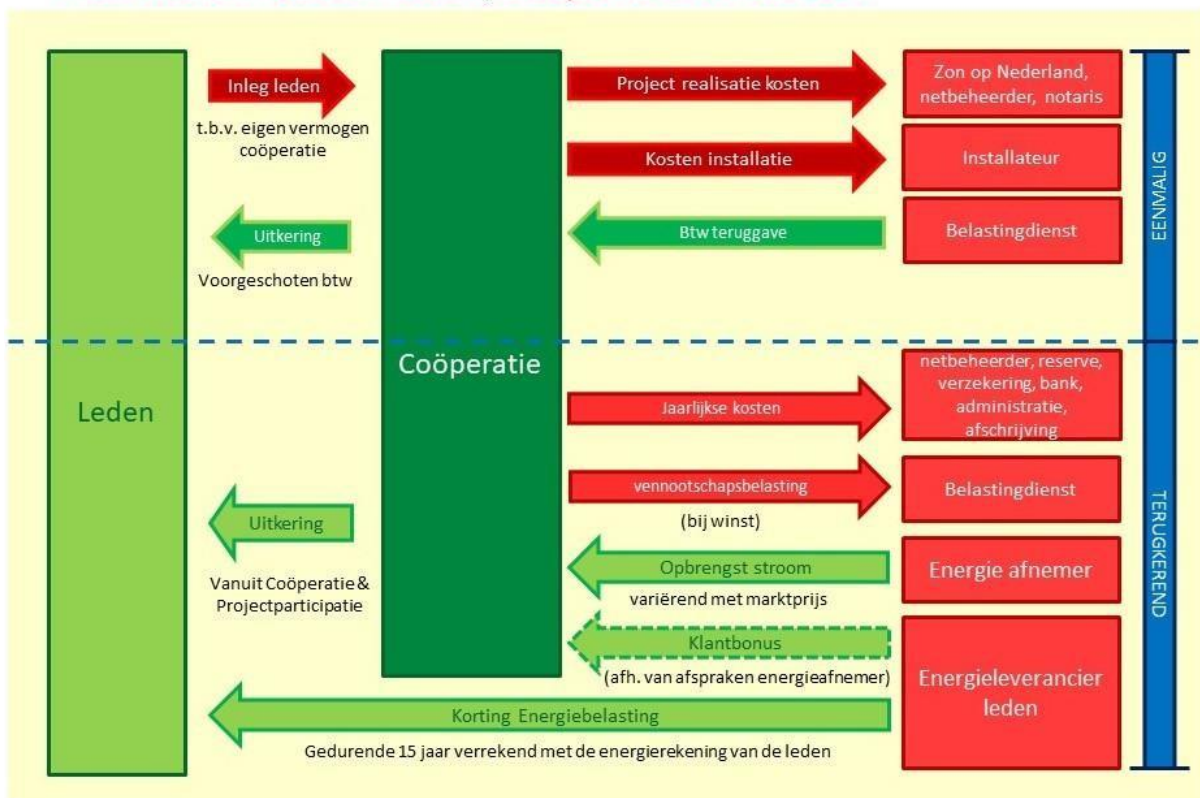 Inleg leden
t.b.v. eigen vermogen
coöperatie
Project realisatie kosten
Zon op Nederland,
netbeheerder, notaris
Kosten installatie
Installateur
Uitkering
Voorgeschoten btw
Btw teruggave
Belastingdienst
EENMALIG
Leden
Coöperatie
Jaarlijkse kosten
netbeheerder, reserve,
verzekering, bank,
administratie,
afschrijving
vennootschapsbelasting
(bij winst)
Belastingdienst
Uitkering
Vanuit Coöperatie &
Projectparticipatie
Opbrengst stroom
variërend met marktprijs
Energie afnemer
Klantbonus
(afh. van afspraken energieafnemer)
Energieleverancier
leden
Korting Energiebelasting
Gedurende 15 jaar verrekend met de energierekening van de leden
TERUGKEREND